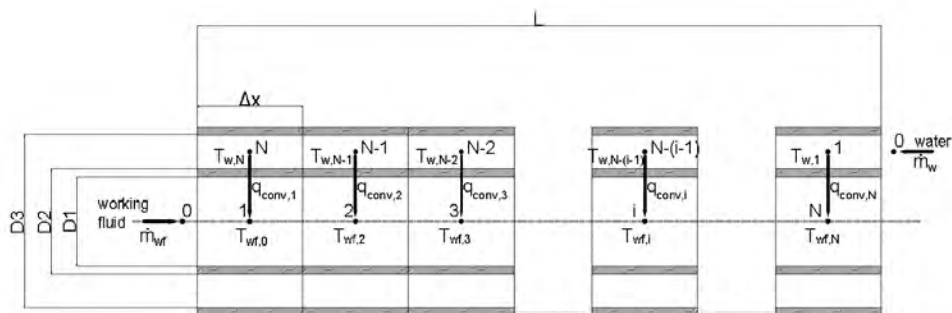 L
Δx
N N-1 N-2 N-(i-1) 1 0 water
T_w,N T_w,N-1 T_w,N-2 T_w,N-(i-1) T_w,1 ṁ_w
q_conv,1 q_conv,2 q_conv,3 q_conv,i q_conv,N
D3 D2 D1
working
fluid
0 1 2 3 i N
ṁ_wf T_wf,0 T_wf,2 T_wf,3 T_wf,i T_wf,N